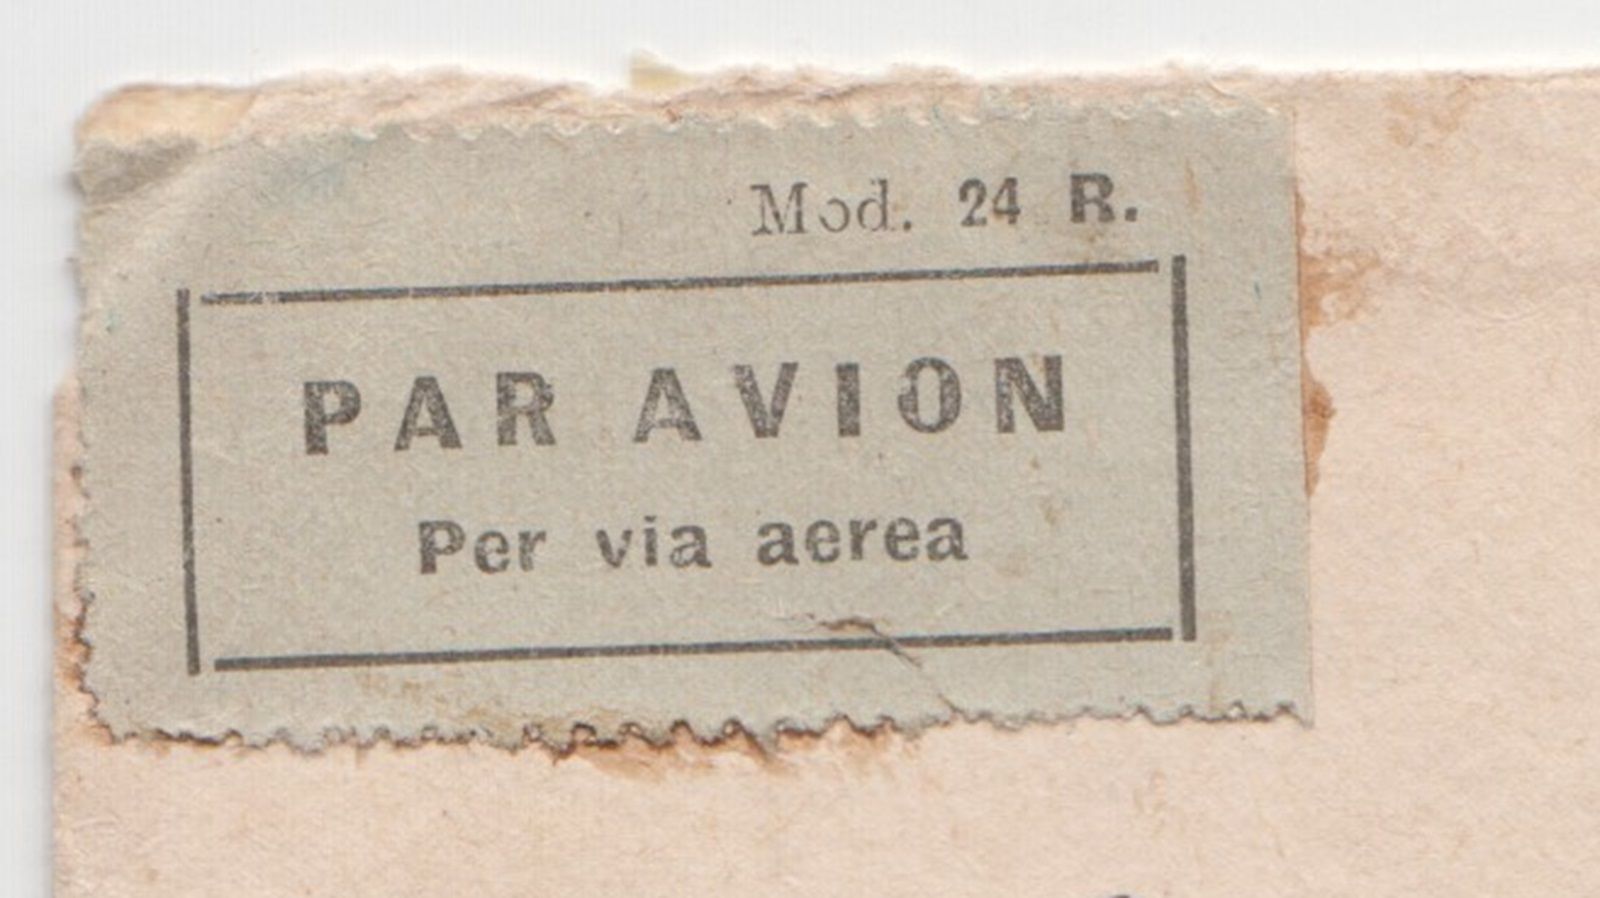 Mod. 24 R.
PAR AVION
Per via aerea